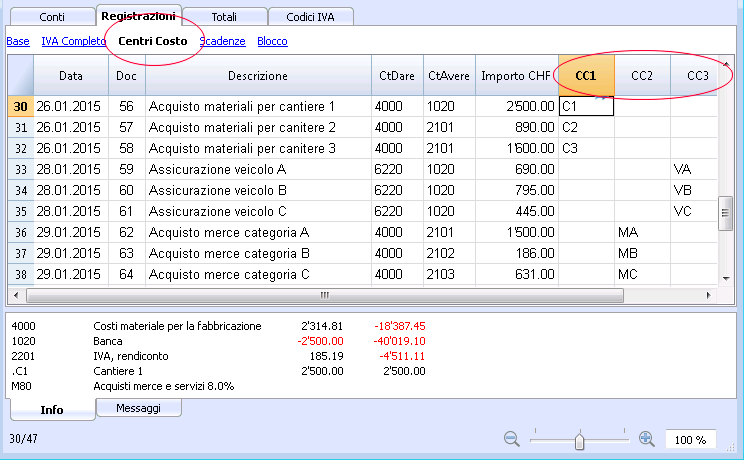 Conti Registrazioni Totali Codici IVA
Base IVA Completo Centri Costo Scadenze Blocco
Data Doc Descrizione CtDare CtAvere Importo CHF CC1 CC2 CC3
30 26.01.2015 56 Acquisto materiali per cantiere 1 4000 1020 2'500.00 C1
31 26.01.2015 57 Acquisto materiali per canitere 2 4000 2101 890.00 C2
32 26.01.2015 58 Acquisto materiali per canitere 3 4000 2101 1'600.00 C3
33 28.01.2015 59 Assicurazione veicolo A 6220 1020 690.00 VA
34 28.01.2015 60 Assicurazione veicolo B 6220 1020 795.00 VB
35 28.01.2015 61 Assicurazione veicolo C 6220 1020 445.00 VC
36 29.01.2015 62 Acquisto merce categoria A 4000 2101 1'500.00 MA
37 29.01.2015 63 Acquisto merce categoria B 4000 2102 186.00 MB
38 29.01.2015 64 Acquisto merce categoria C 4000 2103 631.00 MC
4000 Costi materiale per la fabbricazione 2'314.81 -18'387.45
1020 Banca -2'500.00 -40'019.10
2201 IVA, rendiconto 185.19 -4'511.11
.C1 Cantiere 1 2'500.00 2'500.00
M80 Acquisti merce e servizi 8.0%
Info Messaggi
30/47 100 %